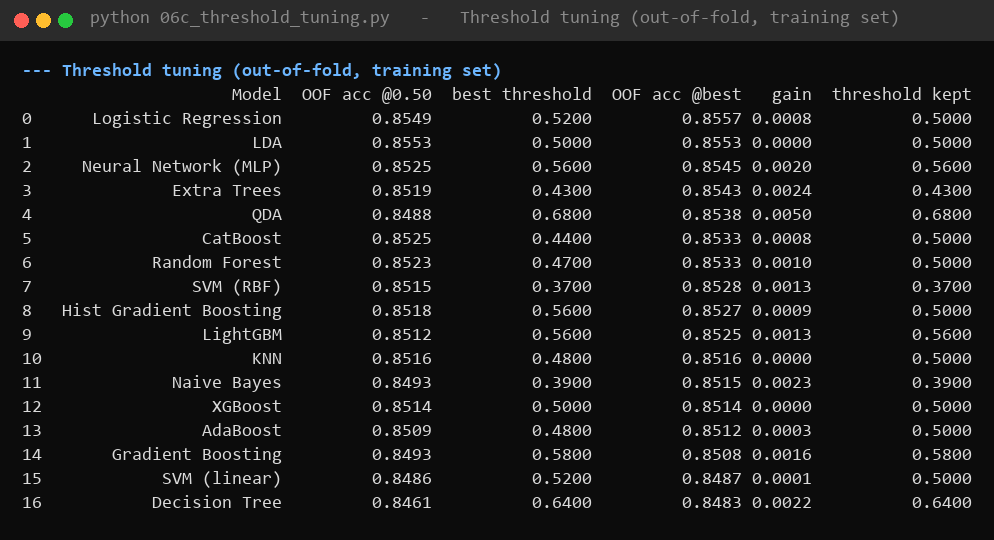 python 06c_threshold_tuning.py - Threshold tuning (out-of-fold, training set)
--- Threshold tuning (out-of-fold, training set)
Model OOF acc @0.50 best threshold OOF acc @best gain threshold kept
0 Logistic Regression 0.8549 0.5200 0.8557 0.0008 0.5000
1 LDA 0.8553 0.5000 0.8553 0.0000 0.5000
2 Neural Network (MLP) 0.8525 0.5600 0.8545 0.0020 0.5600
3 Extra Trees 0.8519 0.4300 0.8543 0.0024 0.4300
4 QDA 0.8488 0.6800 0.8538 0.0050 0.6800
5 CatBoost 0.8525 0.4400 0.8533 0.0008 0.5000
6 Random Forest 0.8523 0.4700 0.8533 0.0010 0.5000
7 SVM (RBF) 0.8515 0.3700 0.8528 0.0013 0.3700
8 Hist Gradient Boosting 0.8518 0.5600 0.8527 0.0009 0.5000
9 LightGBM 0.8512 0.5600 0.8525 0.0013 0.5600
10 KNN 0.8516 0.4800 0.8516 0.0000 0.5000
11 Naive Bayes 0.8493 0.3900 0.8515 0.0023 0.3900
12 XGBoost 0.8514 0.5000 0.8514 0.0000 0.5000
13 AdaBoost 0.8509 0.4800 0.8512 0.0003 0.5000
14 Gradient Boosting 0.8493 0.5800 0.8508 0.0016 0.5800
15 SVM (linear) 0.8486 0.5200 0.8487 0.0001 0.5000
16 Decision Tree 0.8461 0.6400 0.8483 0.0022 0.6400